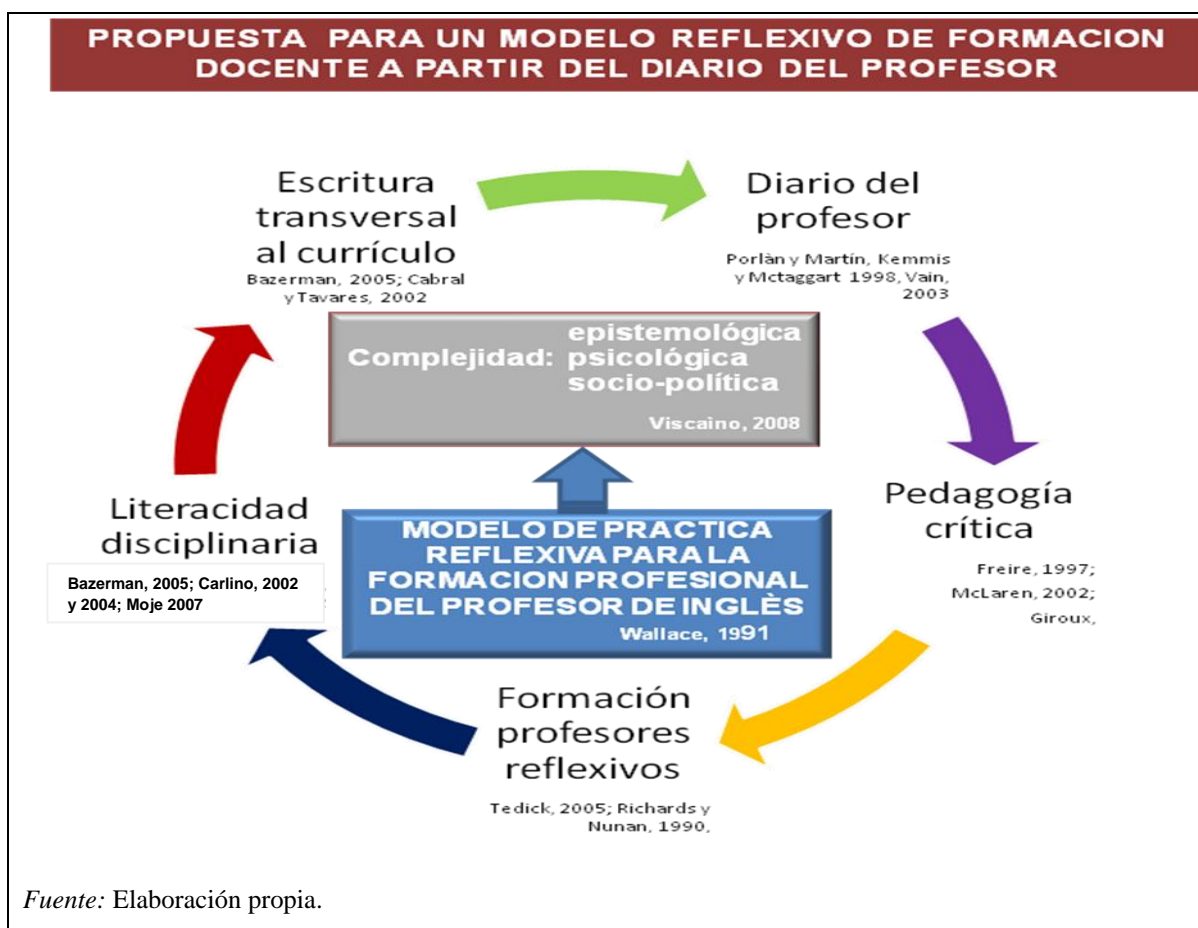 PROPUESTA PARA UN MODELO REFLEXIVO DE FORMACION
DOCENTE A PARTIR DEL DIARIO DEL PROFESOR
Escritura
transversal
al currículo
Bazerman, 2005; Cabral
y Tavares, 2002
Diario del
profesor
Porlàn y Martín, Kemmis
y Mctaggart 1998, Vain,
2003
Complejidad:
epistemológica
psicológica
socio-política
Viscaìno, 2008
Literacidad
disciplinaria
Bazerman, 2005; Carlino, 2002
y 2004; Moje 2007
MODELO DE PRACTICA
REFLEXIVA PARA LA
FORMACION PROFESIONAL
DEL PROFESOR DE INGLÈS
Wallace, 1991
Pedagogía
crítica
Freire, 1997;
McLaren, 2002;
Giroux,
Formación
profesores
reflexivos
Tedick, 2005; Richards y
Nunan, 1990,
Fuente: Elaboración propia.